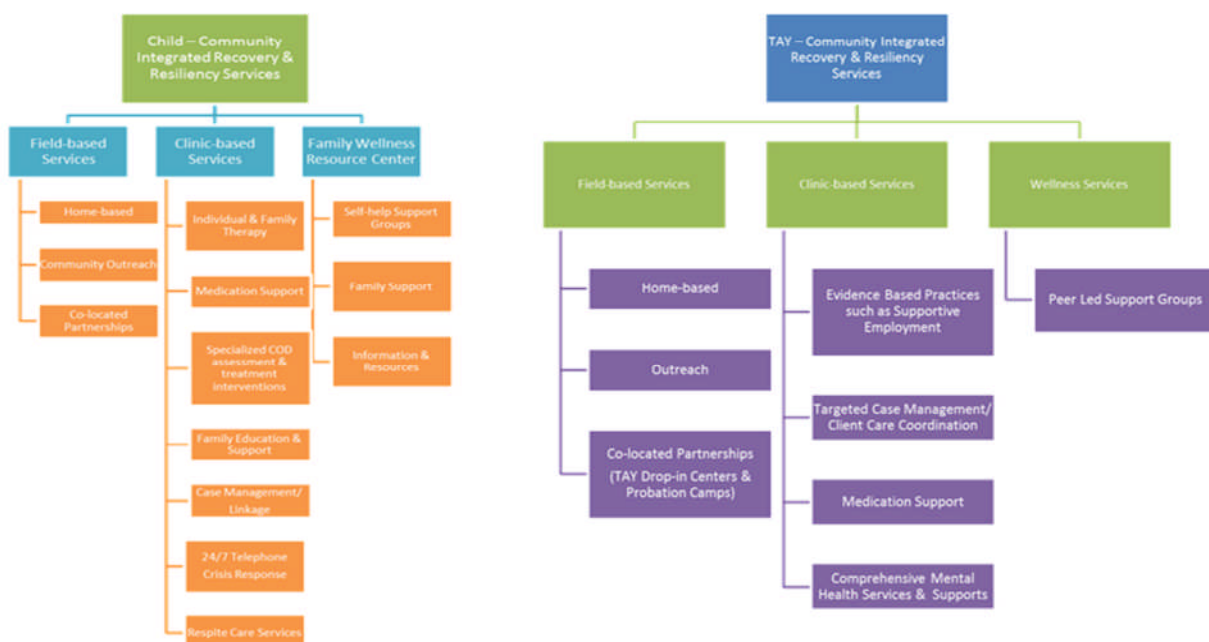 Child – Community
Integrated Recovery &
Resiliency Services
Field-based
Services
Home-based
Community Outreach
Co-located
Partnerships
Clinic-based
Services
Individual & Family
Therapy
Medication Support
Specialized COD
assessment &
treatment
interventions
Family Education &
Support
Case Management/
Linkage
24/7 Telephone
Crisis Response
Respite Care Services
Family Wellness
Resource Center
Self-help Support
Groups
Family Support
Information &
Resources
TAY – Community Integrated
Recovery & Resiliency
Services
Field-based Services
Home-based
Outreach
Co-located Partnerships
(TAY Drop-in Centers &
Probation Camps)
Clinic-based Services
Evidence Based Practices
such as Supportive
Employment
Targeted Case Management/
Client Care Coordination
Medication Support
Comprehensive Mental
Health Services & Supports
Wellness Services
Peer Led Support Groups